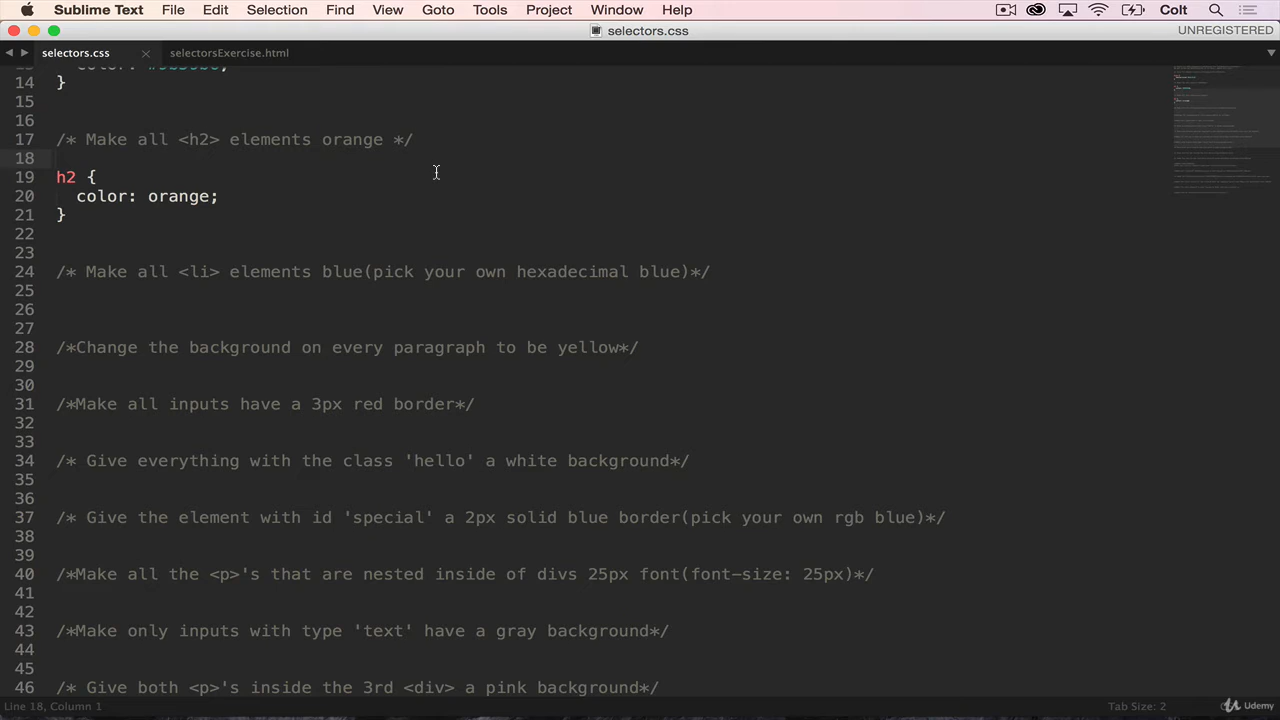 Sublime Text File Edit Selection Find View Goto Tools Project Window Help Colt
selectors.css UNREGISTERED
selectors.css selectorsExercise.html
14 }
15
16
17 /* Make all <h2> elements orange */
18
19 h2 {
20 color: orange;
21 }
22
23
24 /* Make all <li> elements blue(pick your own hexadecimal blue)*/
25
26
27
28 /*Change the background on every paragraph to be yellow*/
29
30
31 /*Make all inputs have a 3px red border*/
32
33
34 /* Give everything with the class 'hello' a white background*/
35
36
37 /* Give the element with id 'special' a 2px solid blue border(pick your own rgb blue)*/
38
39
40 /*Make all the <p>'s that are nested inside of divs 25px font(font-size: 25px)*/
41
42
43 /*Make only inputs with type 'text' have a gray background*/
44
45
46 /* Give both <p>'s inside the 3rd <div> a pink background*/
Line 18, Column 1 Tab Size: 2 Udemy